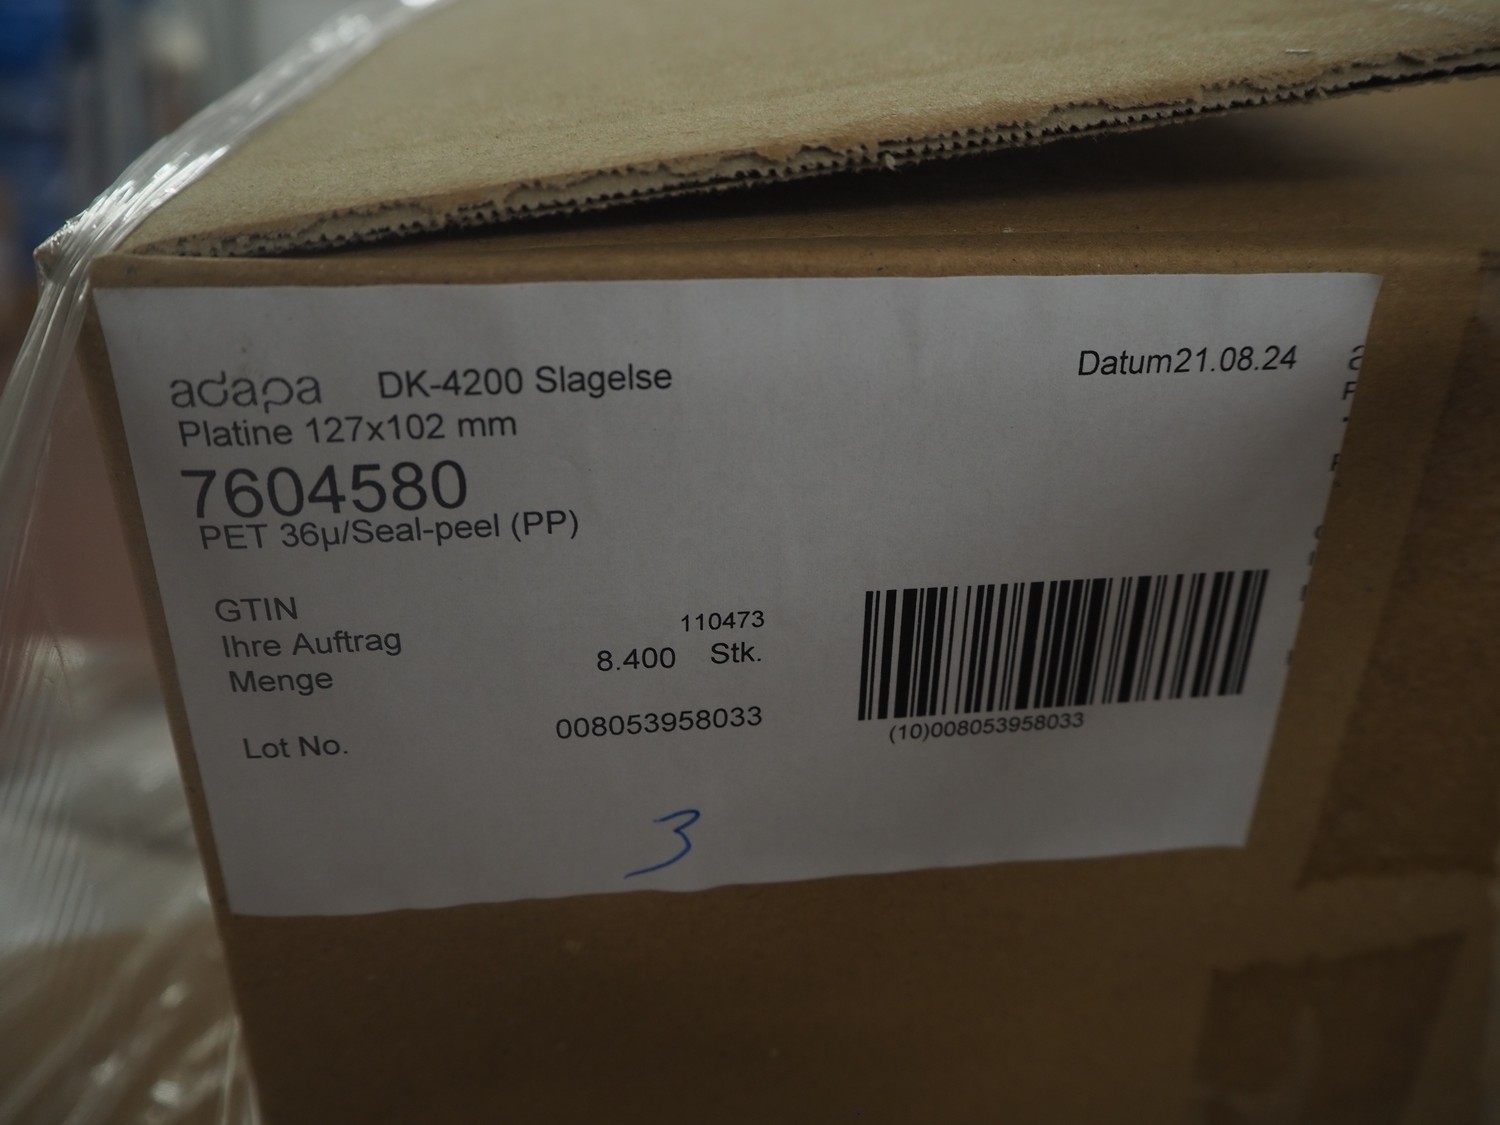 adapa DK-4200 Slagelse Datum21.08.24
Platine 127x102 mm
7604580
PET 36µ/Seal-peel (PP)
GTIN
Ihre Auftrag 110473
Menge 8.400 Stk.
Lot No. 008053958033
(10)008053958033
3